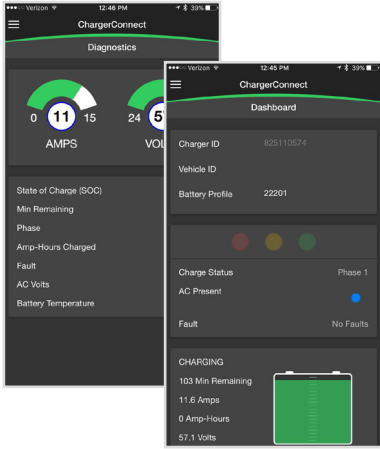 Verizon 12:46 PM 39%
ChargerConnect
Diagnostics
0 11 15
AMPS
24 5
VOL
State of Charge (SOC)
Min Remaining
Phase
Amp-Hours Charged
Fault
AC Volts
Battery Temperature
Verizon 12:45 PM 39%
ChargerConnect
Dashboard
Charger ID 825110574
Vehicle ID
Battery Profile 22201
Charge Status Phase 1
AC Present
Fault No Faults
CHARGING
103 Min Remaining
11.6 Amps
0 Amp-Hours
57.1 Volts